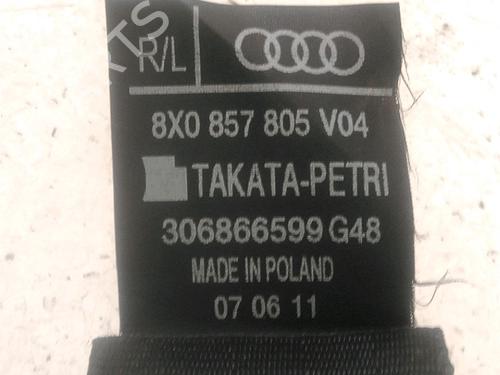 R/L
8X0 857 805 V04
TAKATA-PETRI
306866599 G48
MADE IN POLAND
07 06 11